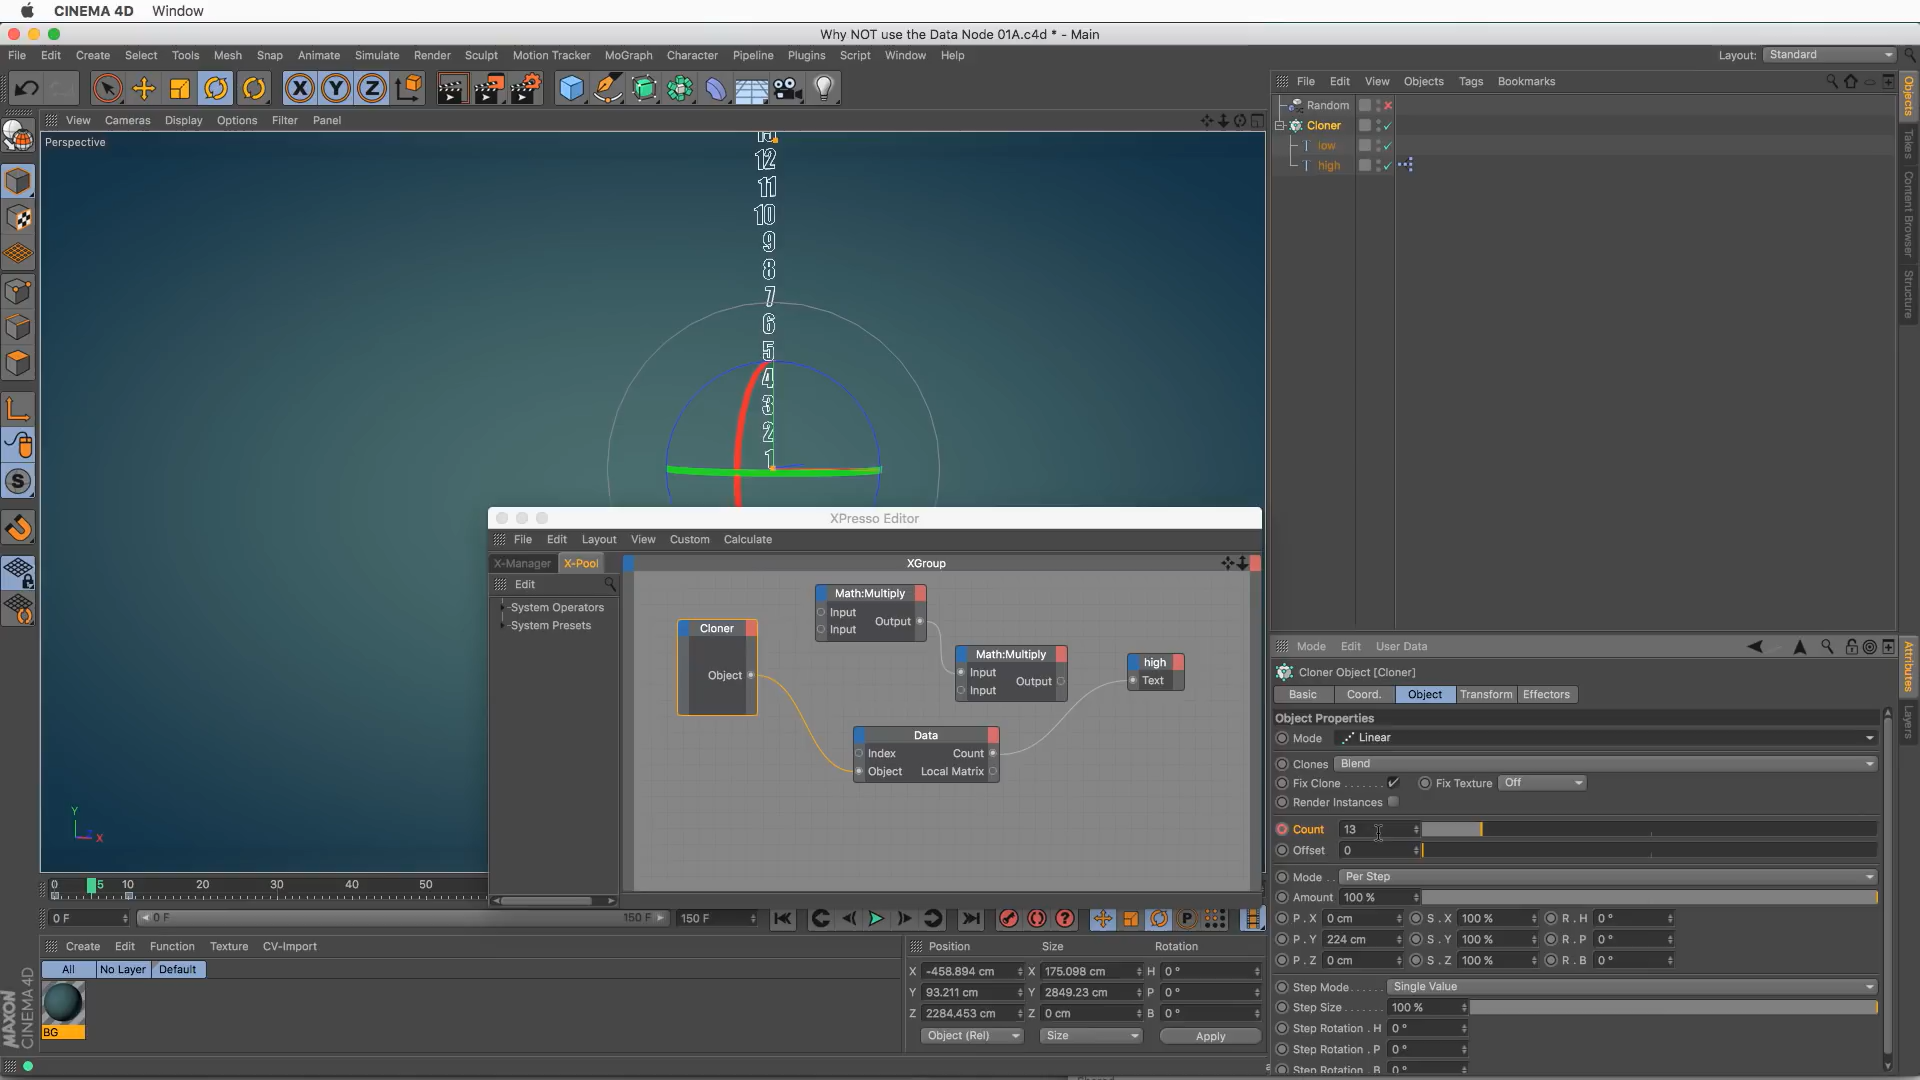 CINEMA 4D Window
Why NOT use the Data Node 01A.c4d * - Main
File Edit Create Select Tools Mesh Snap Animate Simulate Render Sculpt Motion Tracker MoGraph Character Pipeline Plugins Script Window Help
Layout: Standard
X Y Z
File Edit View Objects Tags Bookmarks
View Cameras Display Options Filter Panel
Perspective
Random
Cloner
low
high
Objects
Takes
Content Browser
Structure
12
11
10
9
8
7
6
5
4
3
2
1
XPresso Editor
File Edit Layout View Custom Calculate
X-Manager X-Pool
XGroup
Edit
System Operators
System Presets
Math:Multiply
Input
Input
Output
Cloner
Object
Math:Multiply
Input
Input
Output
high
Text
Data
Index
Object
Count
Local Matrix
Y
Z
X
S
Mode Edit User Data
Cloner Object [Cloner]
Basic Coord. Object Transform Effectors
Object Properties
Mode Linear
Clones Blend
Fix Clone . . . . . . . Fix Texture Off
Render Instances
Count 13
Offset 0
Mode . . Per Step
Amount 100 %
P . X 0 cm S . X 100 % R . H 0 °
P . Y 224 cm S . Y 100 % R . P 0 °
P . Z 0 cm S . Z 100 % R . B 0 °
Step Mode . . . . . Single Value
Step Size . . . . . . 100 %
Step Rotation . H 0 °
Step Rotation . P 0 °
Step Rotation . B 0 °
Attributes
Layers
0 5 10 20 30 40 50
0 F 0 F 150 F 150 F
P
Create Edit Function Texture CV-Import
All No Layer Default
BG
MAXON
CINEMA 4D
Position Size Rotation
X -458.894 cm X 175.098 cm H 0 °
Y 93.211 cm Y 2849.23 cm P 0 °
Z 2284.453 cm Z 0 cm B 0 °
Object (Rel) Size Apply